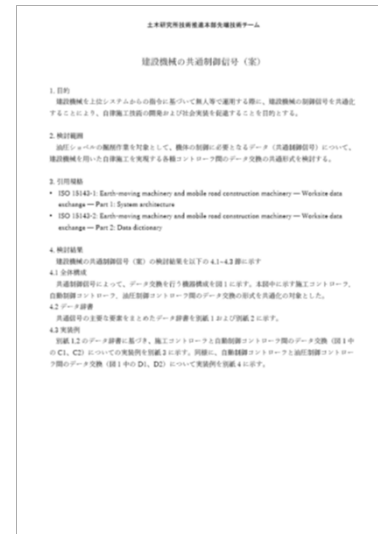 土木研究所技術推進本部先端技術チーム
建設機械の共通制御信号（案）
1. 目的
建設機械を上位システムからの指令に基づいて無人等で運用する際に、建設機械の制御信号を共通化
することにより、自律施工技術の開発および社会実装を促進することを目的とする。
2. 検討範囲
油圧ショベルの掘削作業を対象として、機体の制御に必要となるデータ（共通制御信号）について、
建設機械を用いた自律施工を実現する各種コントローラ間のデータ交換の共通形式を検討する。
3. 引用規格
• ISO 15143-1: Earth-moving machinery and mobile road construction machinery — Worksite data
exchange — Part 1: System architecture
• ISO 15143-2: Earth-moving machinery and mobile road construction machinery — Worksite data
exchange — Part 2: Data dictionary
4. 検討結果
建設機械の共通制御信号（案）の検討結果を以下の 4.1~4.3 節に示す
4.1 全体構成
共通制御信号によって、データ交換を行う機器構成を図 1 に示す。本図中に示す施工コントローラ、
自動制御コントローラ、油圧制御コントローラ間のデータ交換の形式を共通化の対象とした。
4.2 データ辞書
共通信号の主要な要素をまとめたデータ辞書を別紙 1 および別紙 2 に示す。
4.3 実装例
別紙 1,2 のデータ辞書に基づき、施工コントローラと自動制御コントローラ間のデータ交換（図 1 中
の C1、C2）についての実装例を別紙 3 に示す。同様に、自動制御コントローラと油圧制御コントロー
ラ間のデータ交換（図 1 中の D1、D2）について実装例を別紙 4 に示す。